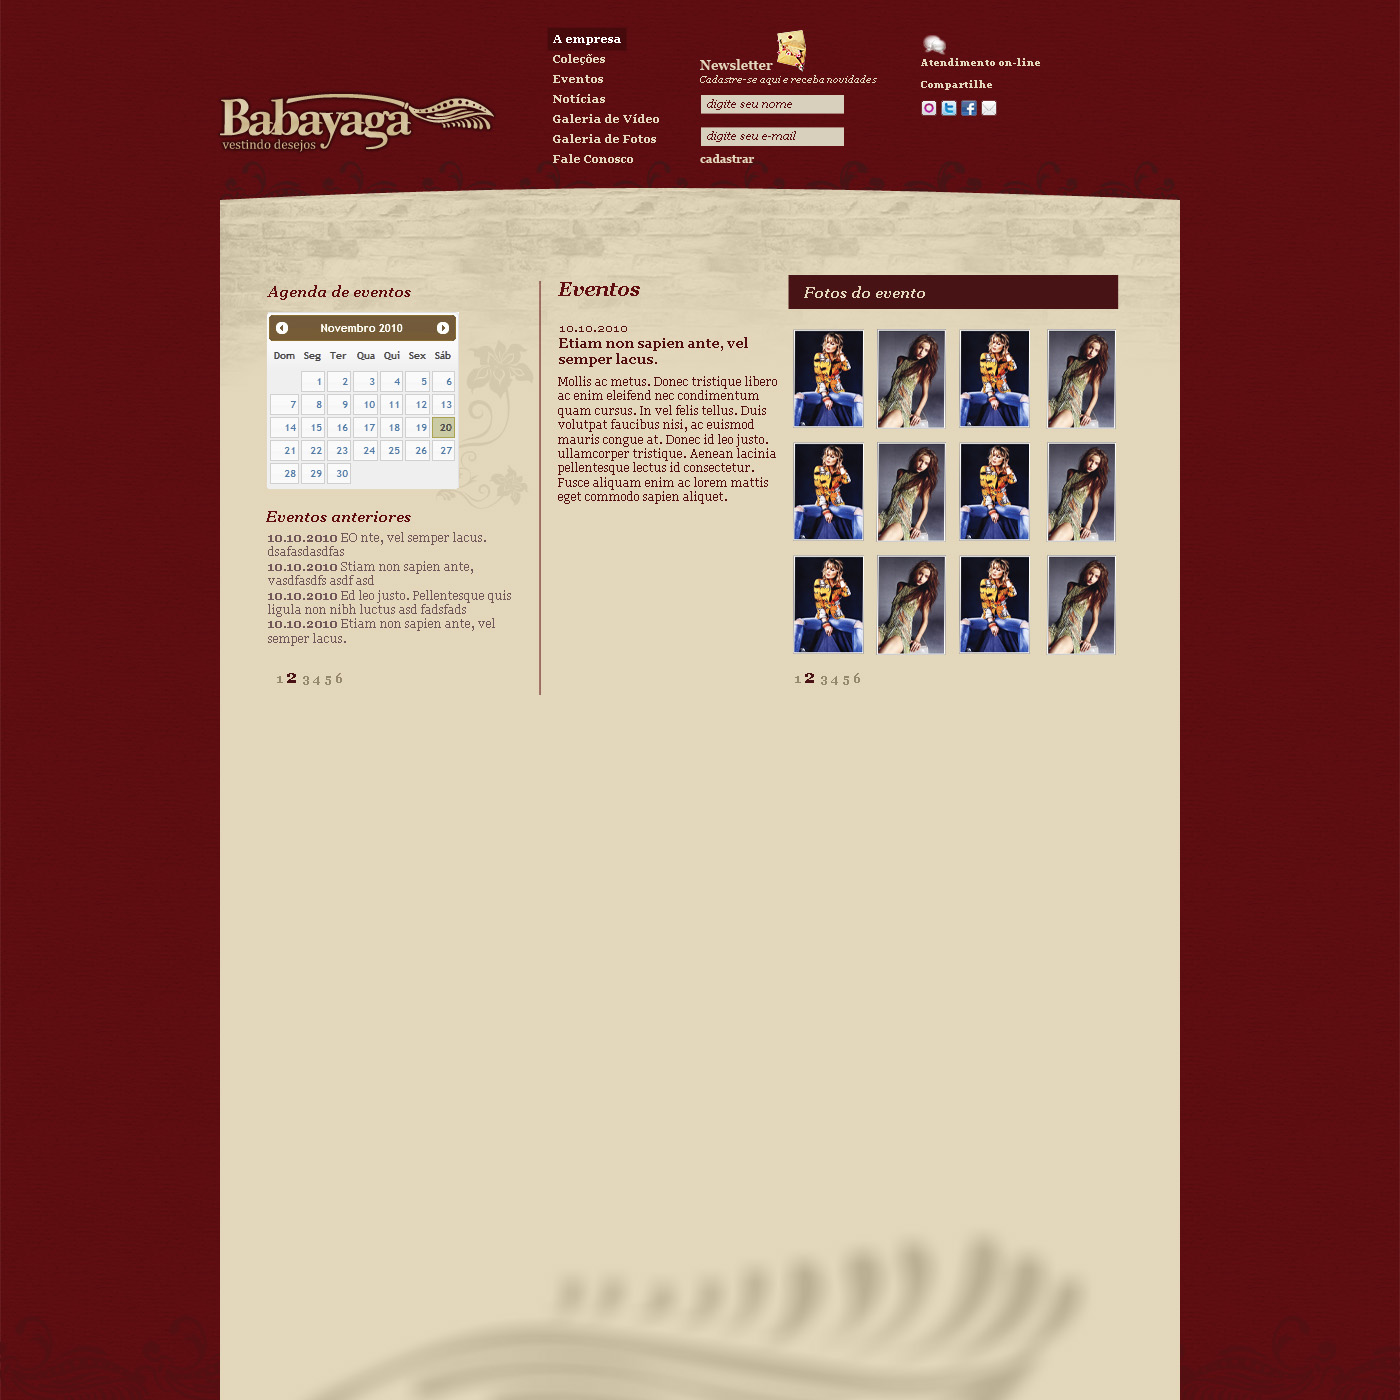 Babayaga
vestindo desejos
A empresa
Coleções
Eventos
Notícias
Galeria de Vídeo
Galeria de Fotos
Fale Conosco
Newsletter
Cadastre-se aqui e receba novidades
digite seu nome
digite seu e-mail
cadastrar
Atendimento on-line
Compartilhe
Agenda de eventos
Novembro 2010
Dom Seg Ter Qua Qui Sex Sáb
1 2 3 4 5 6
7 8 9 10 11 12 13
14 15 16 17 18 19 20
21 22 23 24 25 26 27
28 29 30
Eventos anteriores
10.10.2010 EO nte, vel semper lacus.
dsafasdasdfas
10.10.2010 Stiam non sapien ante,
vasdfasdfs asdf asd
10.10.2010 Ed leo justo. Pellentesque quis
ligula non nibh luctus asd fadsfads
10.10.2010 Etiam non sapien ante, vel
semper lacus.
1 2 3 4 5 6
Eventos
10.10.2010
Etiam non sapien ante, vel
semper lacus.
Mollis ac metus. Donec tristique libero
ac enim eleifend nec condimentum
quam cursus. In vel felis tellus. Duis
volutpat faucibus nisi, ac euismod
mauris congue at. Donec id leo justo.
ullamcorper tristique. Aenean lacinia
pellentesque lectus id consectetur.
Fusce aliquam enim ac lorem mattis
eget commodo sapien aliquet.
Fotos do evento
1 2 3 4 5 6